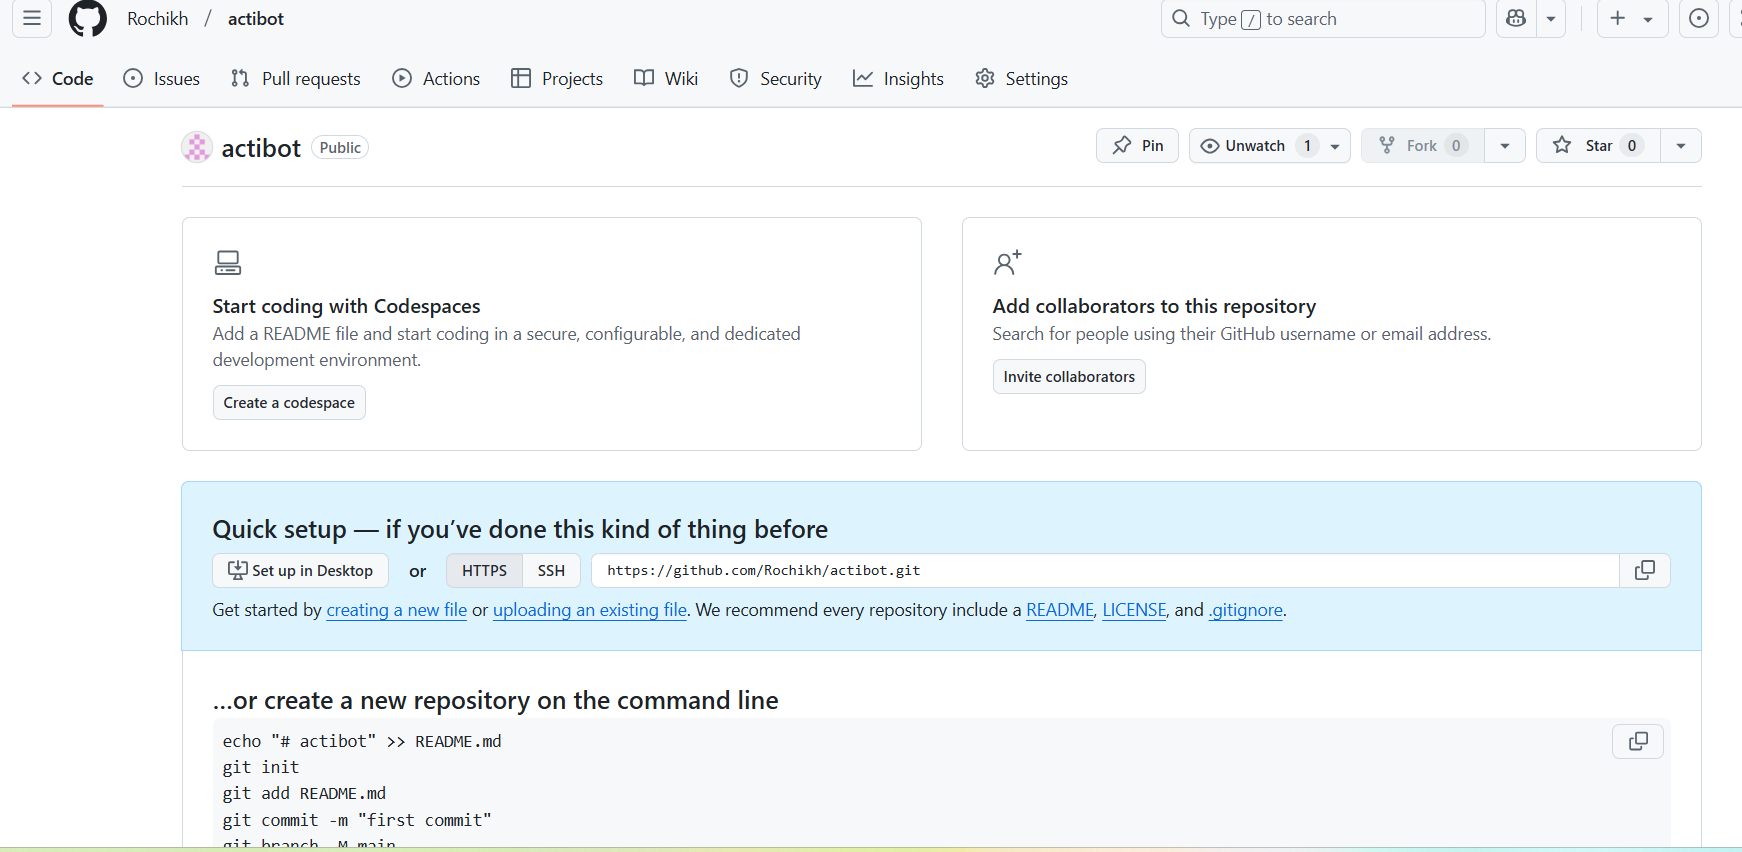 Rochikh / actibot
Type / to search
Code
Issues
Pull requests
Actions
Projects
Wiki
Security
Insights
Settings
actibot Public
Pin
Unwatch 1
Fork 0
Star 0
Start coding with Codespaces
Add a README file and start coding in a secure, configurable, and dedicated
development environment.
Create a codespace
Add collaborators to this repository
Search for people using their GitHub username or email address.
Invite collaborators
Quick setup — if you’ve done this kind of thing before
Set up in Desktop or HTTPS SSH https://github.com/Rochikh/actibot.git
Get started by creating a new file or uploading an existing file. We recommend every repository include a README, LICENSE, and .gitignore.
…or create a new repository on the command line
echo "# actibot" >> README.md
git init
git add README.md
git commit -m "first commit"
git branch -M main